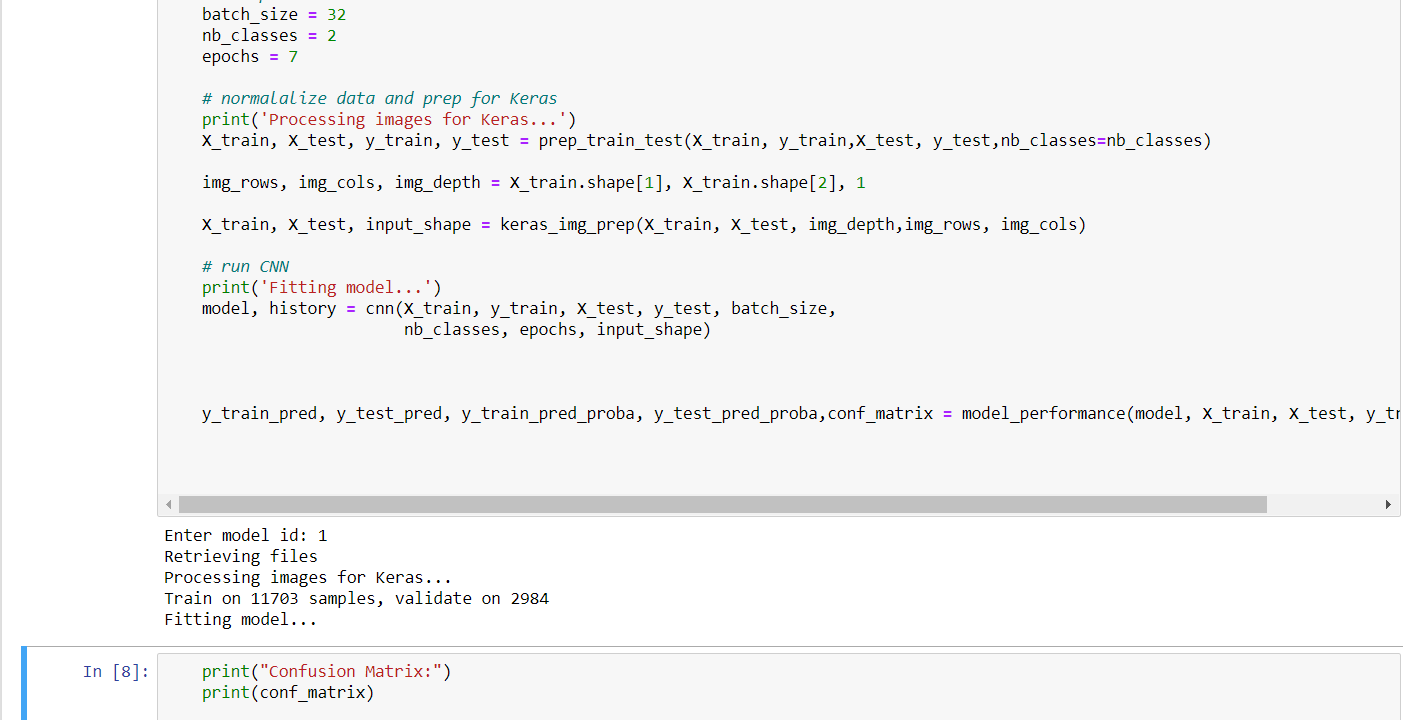 batch_size = 32
nb_classes = 2
epochs = 7
# normalalize data and prep for Keras
print('Processing images for Keras...')
X_train, X_test, y_train, y_test = prep_train_test(X_train, y_train,X_test, y_test,nb_classes=nb_classes)
img_rows, img_cols, img_depth = X_train.shape[1], X_train.shape[2], 1
X_train, X_test, input_shape = keras_img_prep(X_train, X_test, img_depth,img_rows, img_cols)
# run CNN
print('Fitting model...')
model, history = cnn(X_train, y_train, X_test, y_test, batch_size,
nb_classes, epochs, input_shape)
y_train_pred, y_test_pred, y_train_pred_proba, y_test_pred_proba,conf_matrix = model_performance(model, X_train, X_test, y_tr
Enter model id: 1
Retrieving files
Processing images for Keras...
Train on 11703 samples, validate on 2984
Fitting model...
In [8]:
print("Confusion Matrix:")
print(conf_matrix)